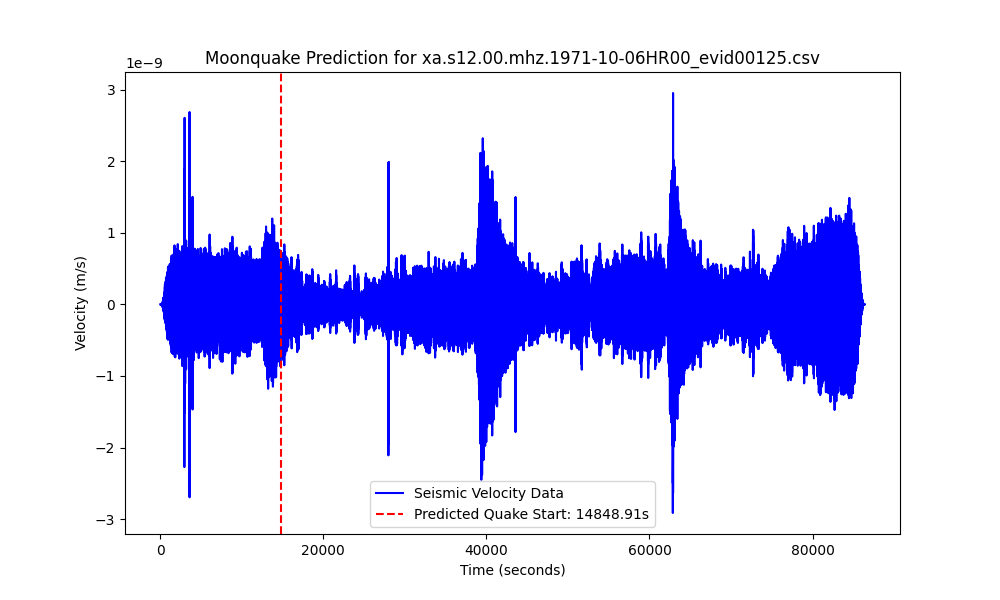 Moonquake Prediction for xa.s12.00.mhz.1971-10-06HR00_evid00125.csv
1e−9
3
2
1
0
−1
−2
−3
Velocity (m/s)
Seismic Velocity Data
Predicted Quake Start: 14848.91s
0 20000 40000 60000 80000
Time (seconds)